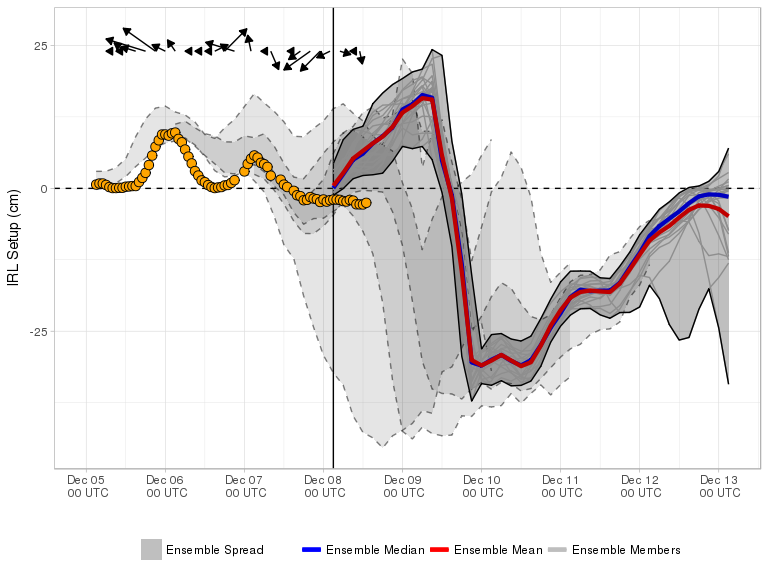 IRL Setup (cm)
25
0
-25
Dec 05 Dec 06 Dec 07 Dec 08 Dec 09 Dec 10 Dec 11 Dec 12 Dec 13
00 UTC 00 UTC 00 UTC 00 UTC 00 UTC 00 UTC 00 UTC 00 UTC 00 UTC
Ensemble Spread Ensemble Median Ensemble Mean Ensemble Members